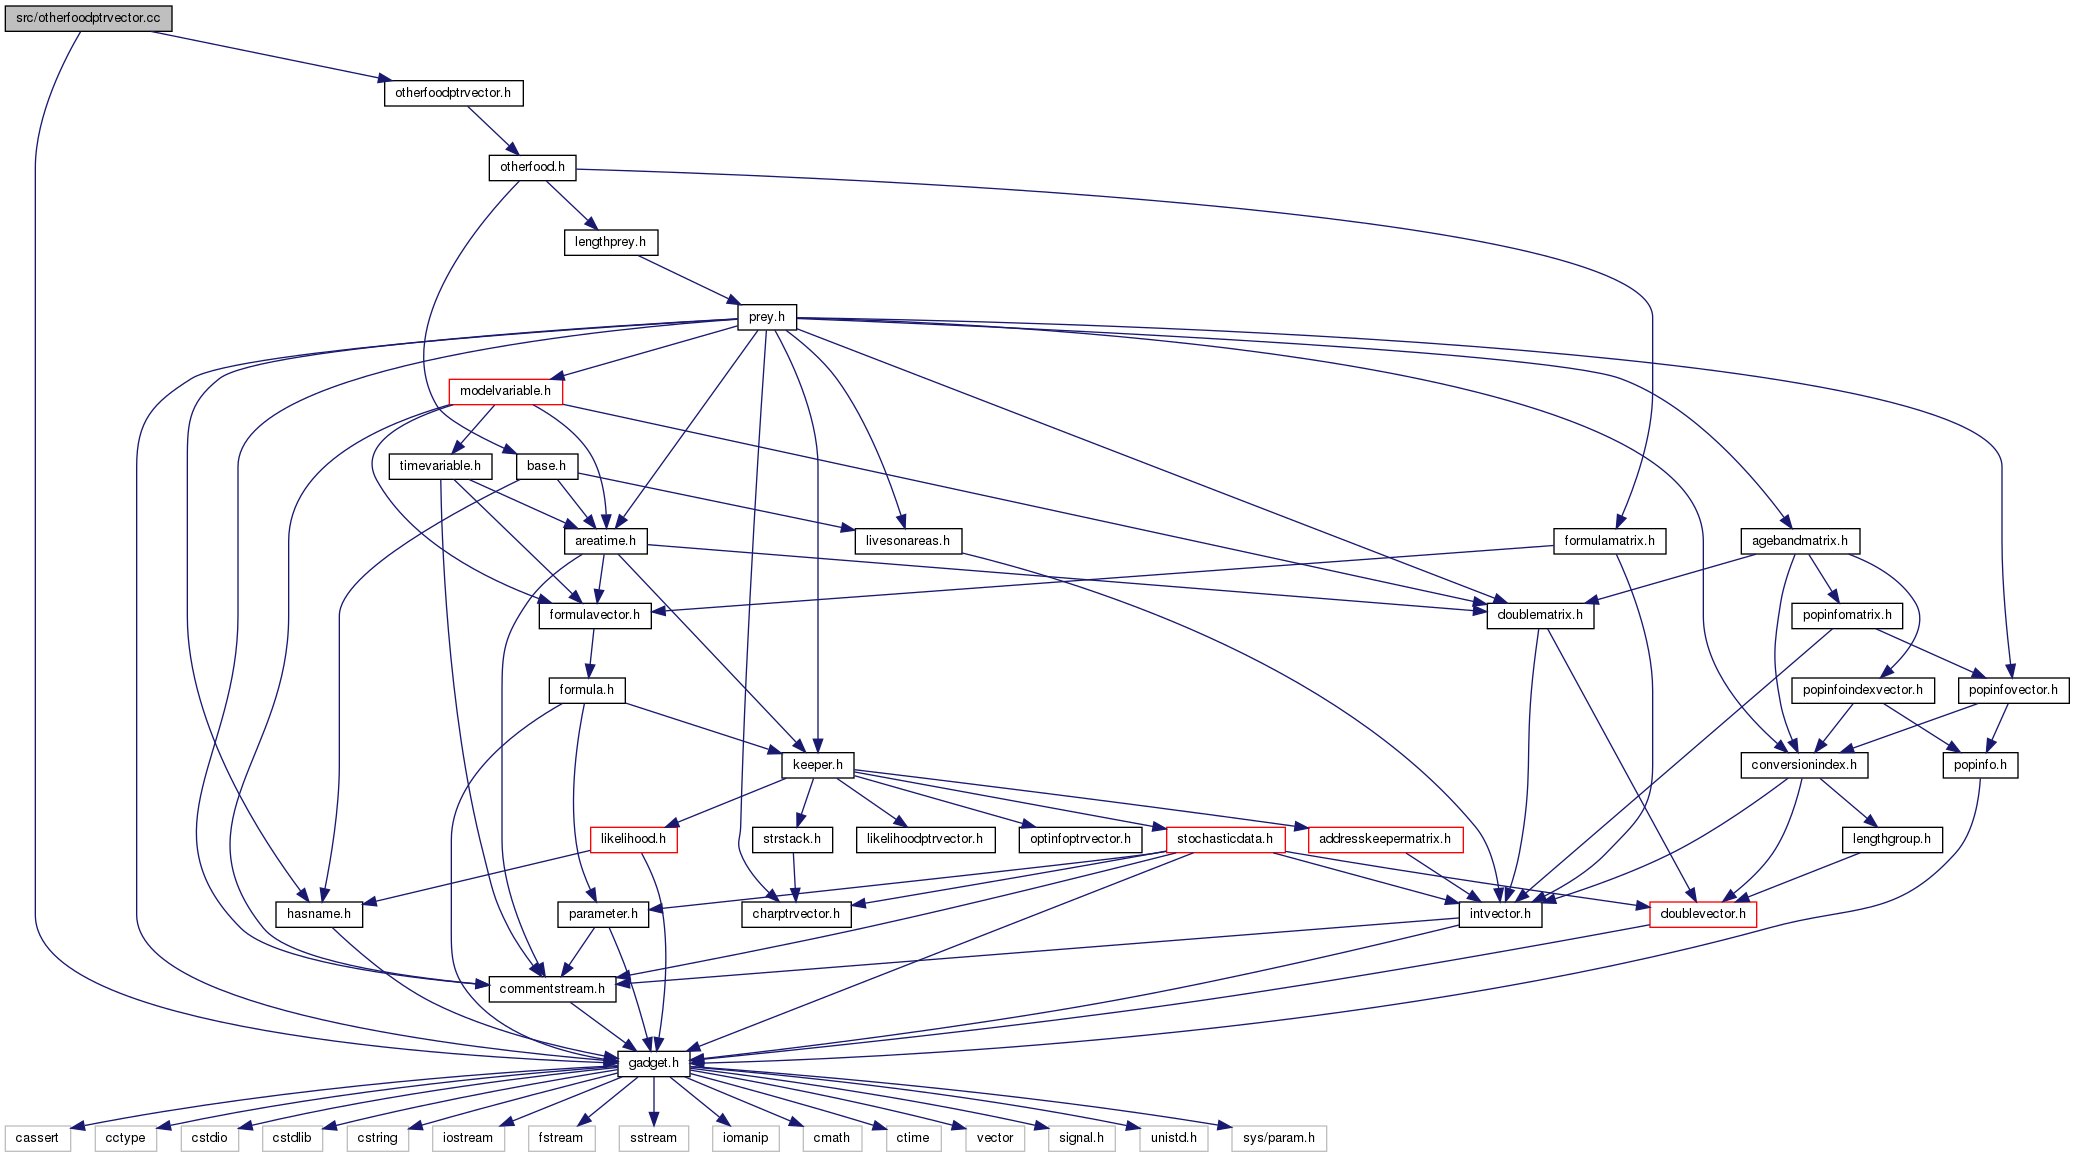 src/otherfoodptrvector.cc
otherfoodptrvector.h
otherfood.h
lengthprey.h
prey.h
modelvariable.h
timevariable.h
base.h
areatime.h
livesonareas.h
formulamatrix.h
agebandmatrix.h
formulavector.h
doublematrix.h
popinfomatrix.h
formula.h
popinfoindexvector.h
popinfovector.h
keeper.h
conversionindex.h
popinfo.h
likelihood.h
strstack.h
likelihoodptrvector.h
optinfoptrvector.h
stochasticdata.h
addresskeepermatrix.h
lengthgroup.h
hasname.h
parameter.h
charptrvector.h
intvector.h
doublevector.h
commentstream.h
gadget.h
cassert
cctype
cstdio
cstdlib
cstring
iostream
fstream
sstream
iomanip
cmath
ctime
vector
signal.h
unistd.h
sys/param.h